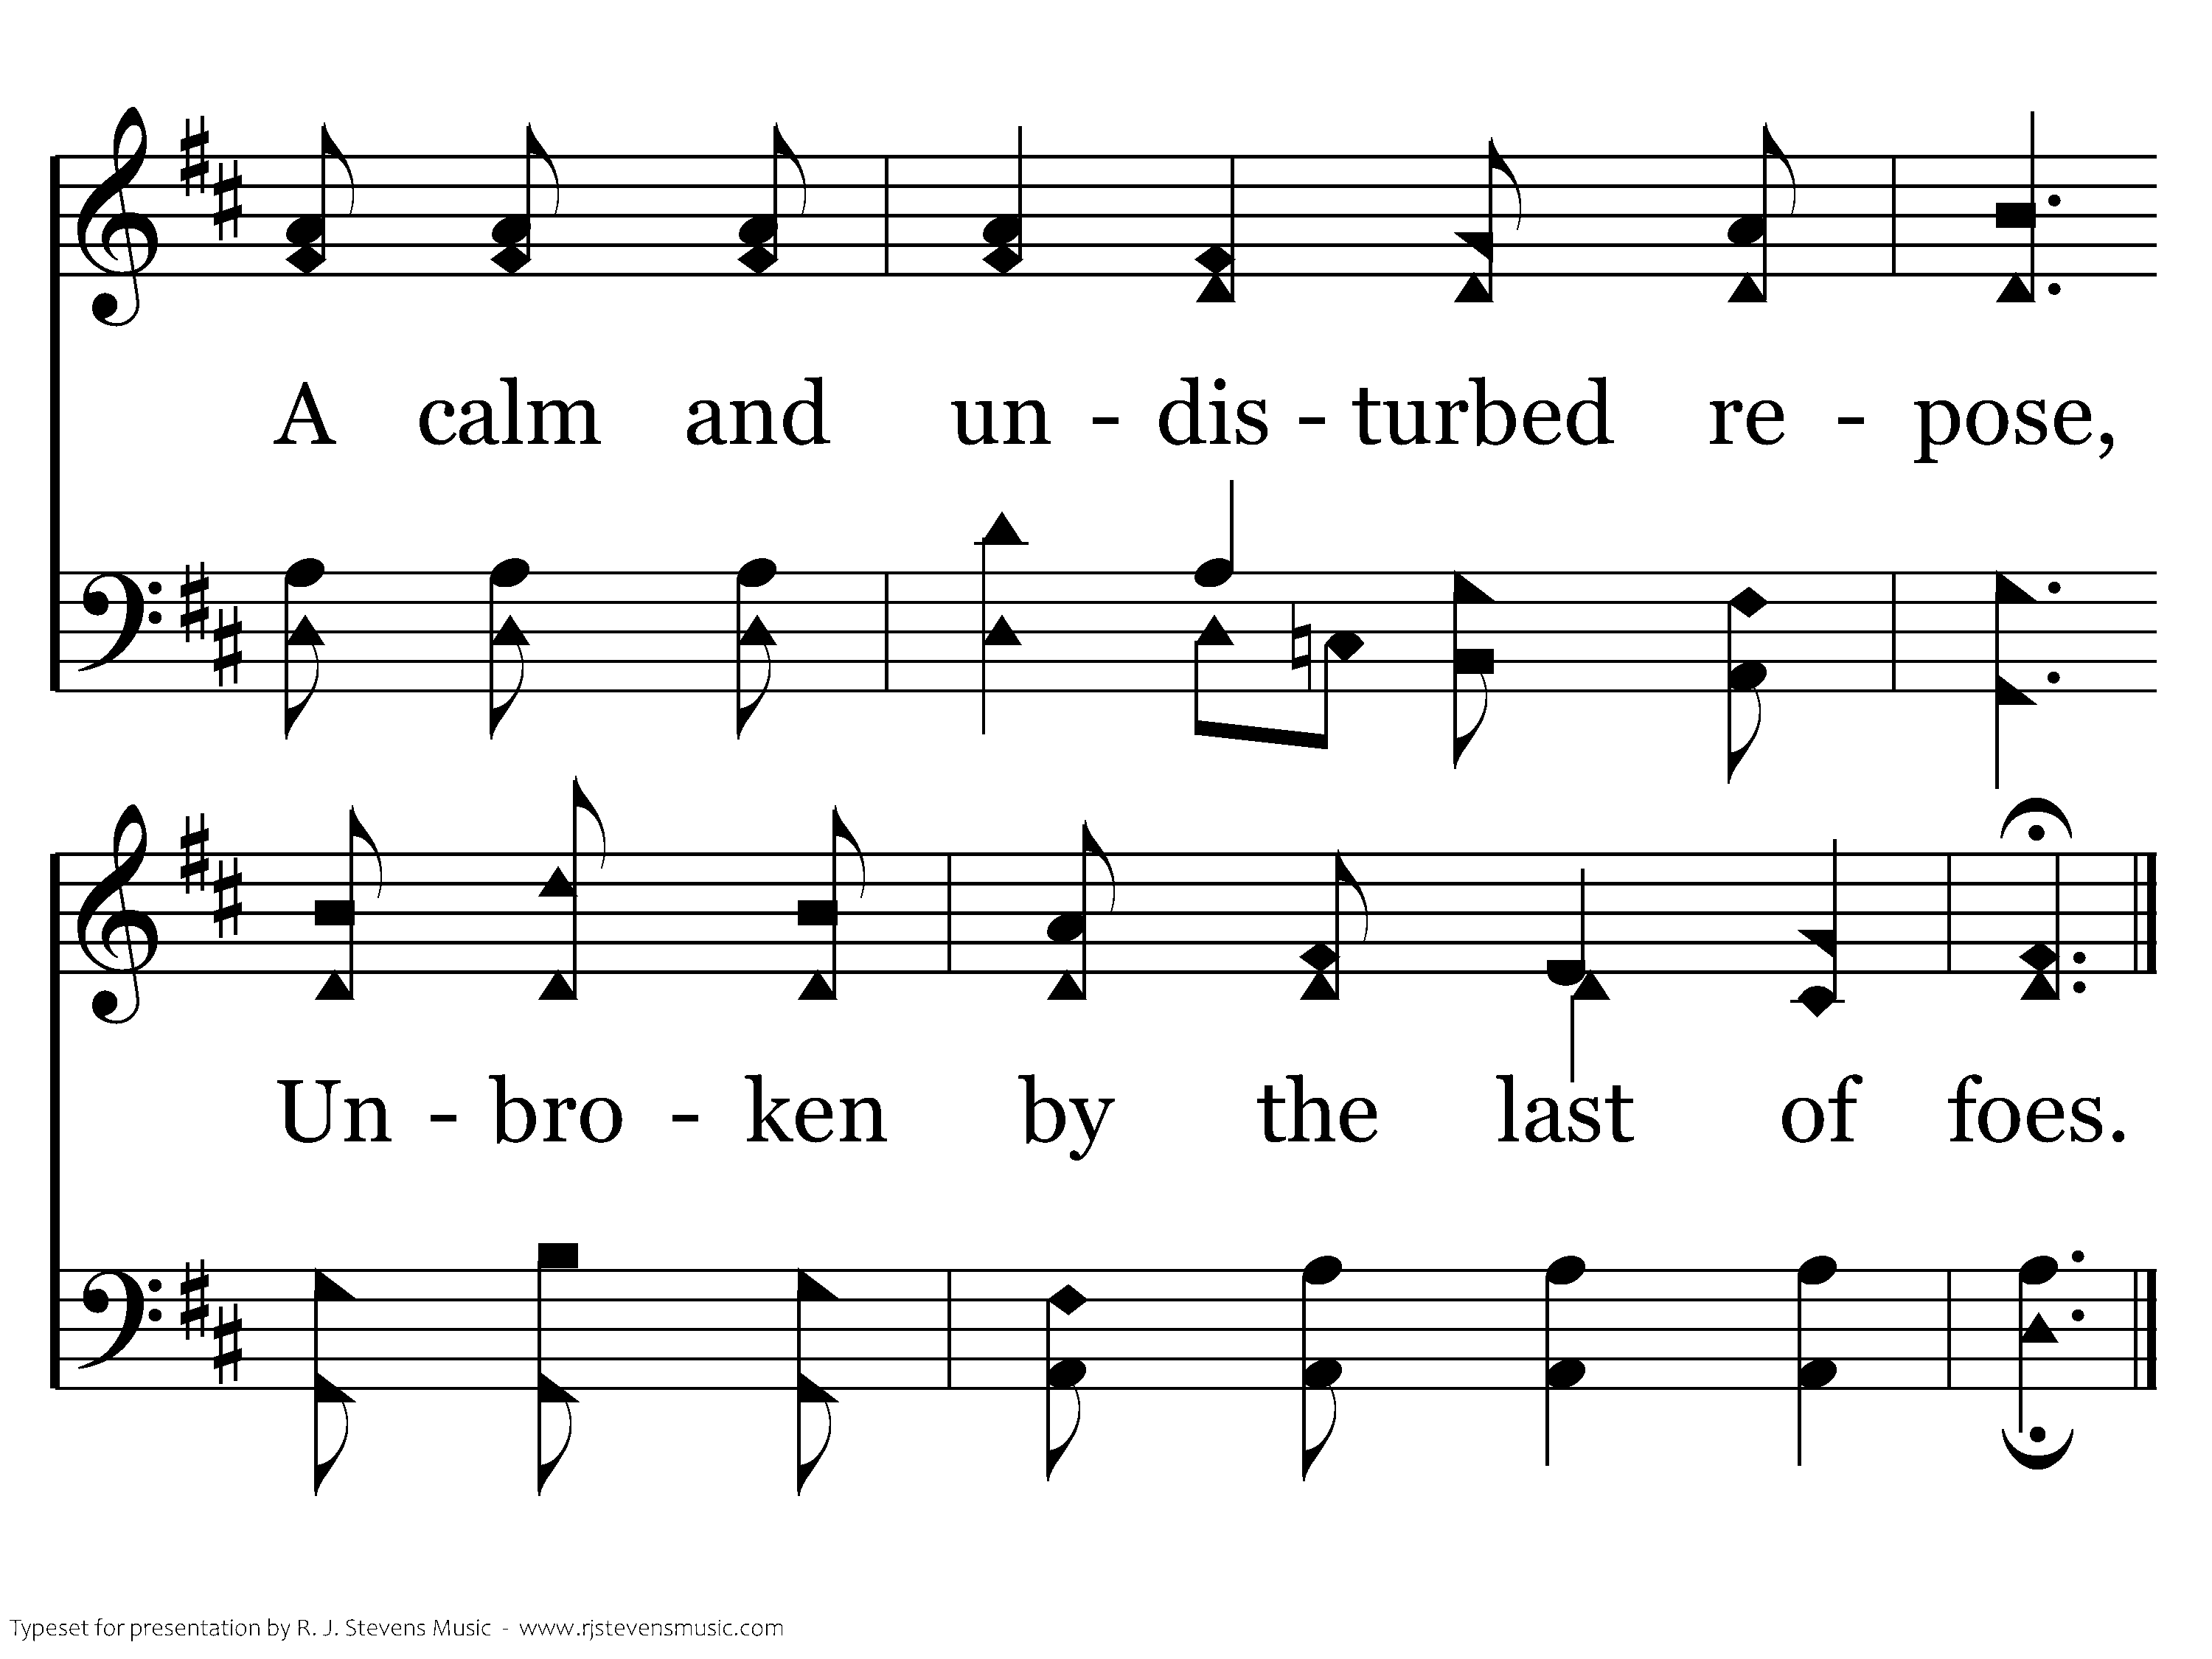 A calm and un - dis - turbed re - pose,
Un - bro - ken by the last of foes.
Typeset for presentation by R. J. Stevens Music - www.rjstevensmusic.com